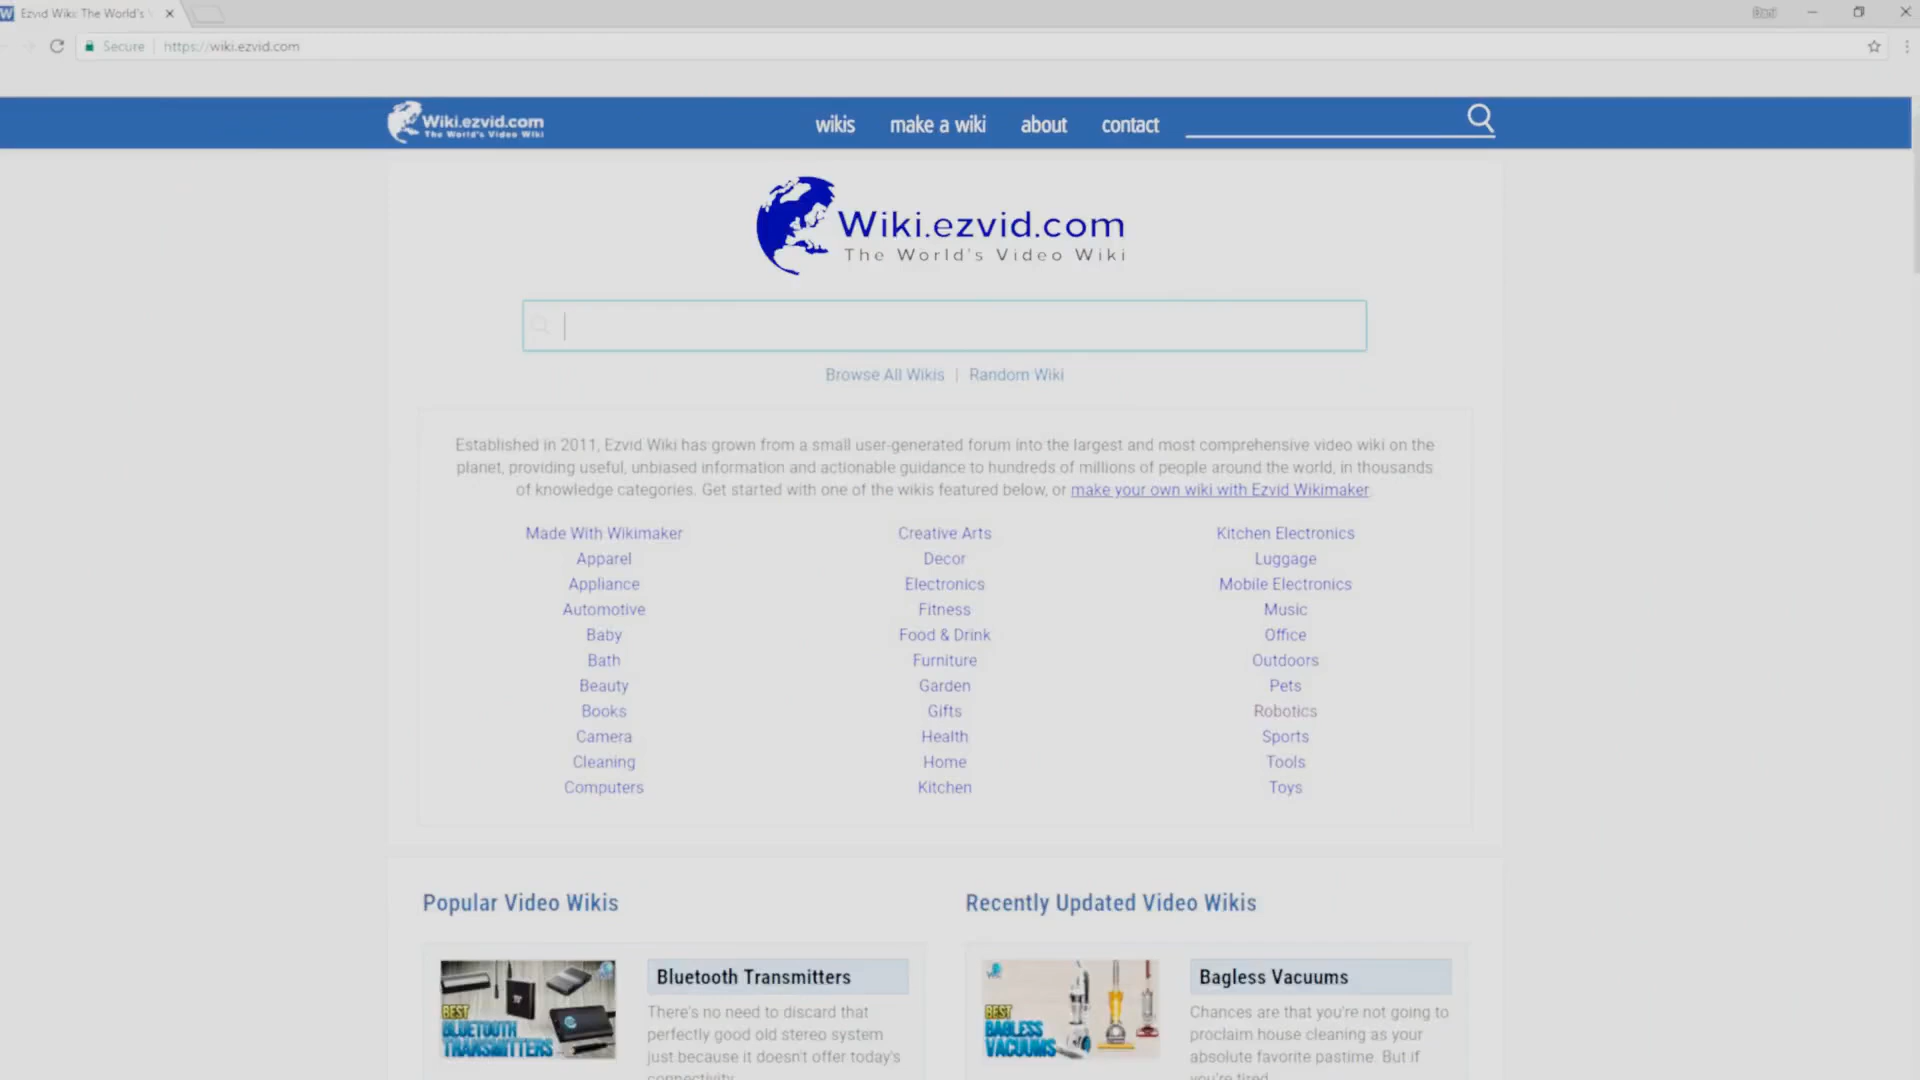 Ezvid Wiki: The World's
Secure
https://wiki.ezvid.com
Wiki.ezvid.com
The World's Video Wiki
wikis
make a wiki
about
contact
Wiki.ezvid.com
The World's Video Wiki
Browse All Wikis | Random Wiki
Established in 2011, Ezvid Wiki has grown from a small user-generated forum into the largest and most comprehensive video wiki on the
planet, providing useful, unbiased information and actionable guidance to hundreds of millions of people around the world, in thousands
of knowledge categories. Get started with one of the wikis featured below, or make your own wiki with Ezvid Wikimaker
Made With Wikimaker
Apparel
Appliance
Automotive
Baby
Bath
Beauty
Books
Camera
Cleaning
Computers
Creative Arts
Decor
Electronics
Fitness
Food & Drink
Furniture
Garden
Gifts
Health
Home
Kitchen
Kitchen Electronics
Luggage
Mobile Electronics
Music
Office
Outdoors
Pets
Robotics
Sports
Tools
Toys
Popular Video Wikis
BEST
BLUETOOTH
TRANSMITTERS
Bluetooth Transmitters
There's no need to discard that
perfectly good old stereo system
just because it doesn't offer today's
connectivity
Recently Updated Video Wikis
BEST
BAGLESS
VACUUMS
Bagless Vacuums
Chances are that you're not going to
proclaim house cleaning as your
absolute favorite pastime. But if
you're tired